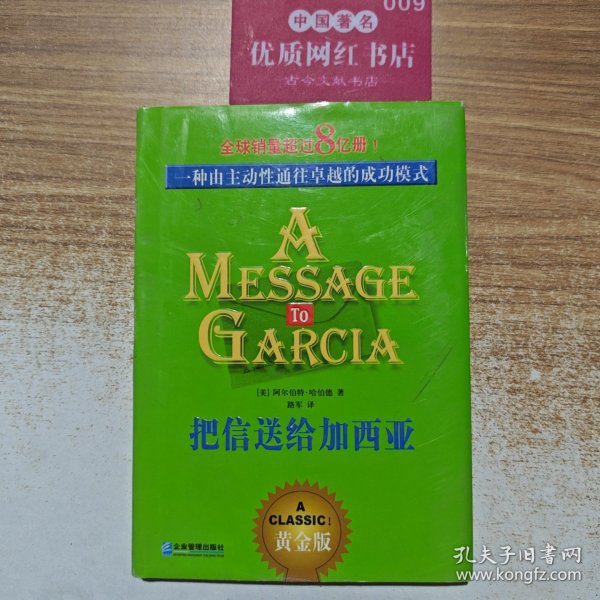 009
中国著名
优质网红书店
古今文献书店
全球销量超过8亿册！
一种由主动性通往卓越的成功模式
A
MESSAGE
To
GARCIA
[美] 阿尔伯特·哈伯德 著
路军 译
把信送给加西亚
A
CLASSIC!
黄金版
企业管理出版社
孔夫子旧书网
www.kongfz.com